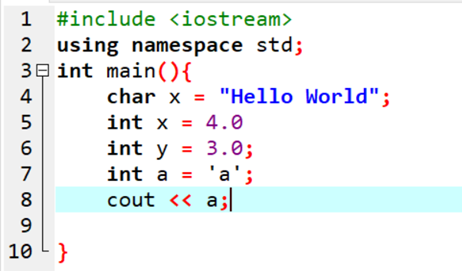 1 #include <iostream>
2 using namespace std;
3 int main(){
4 char x = "Hello World";
5 int x = 4.0
6 int y = 3.0;
7 int a = 'a';
8 cout << a;
9
10 }